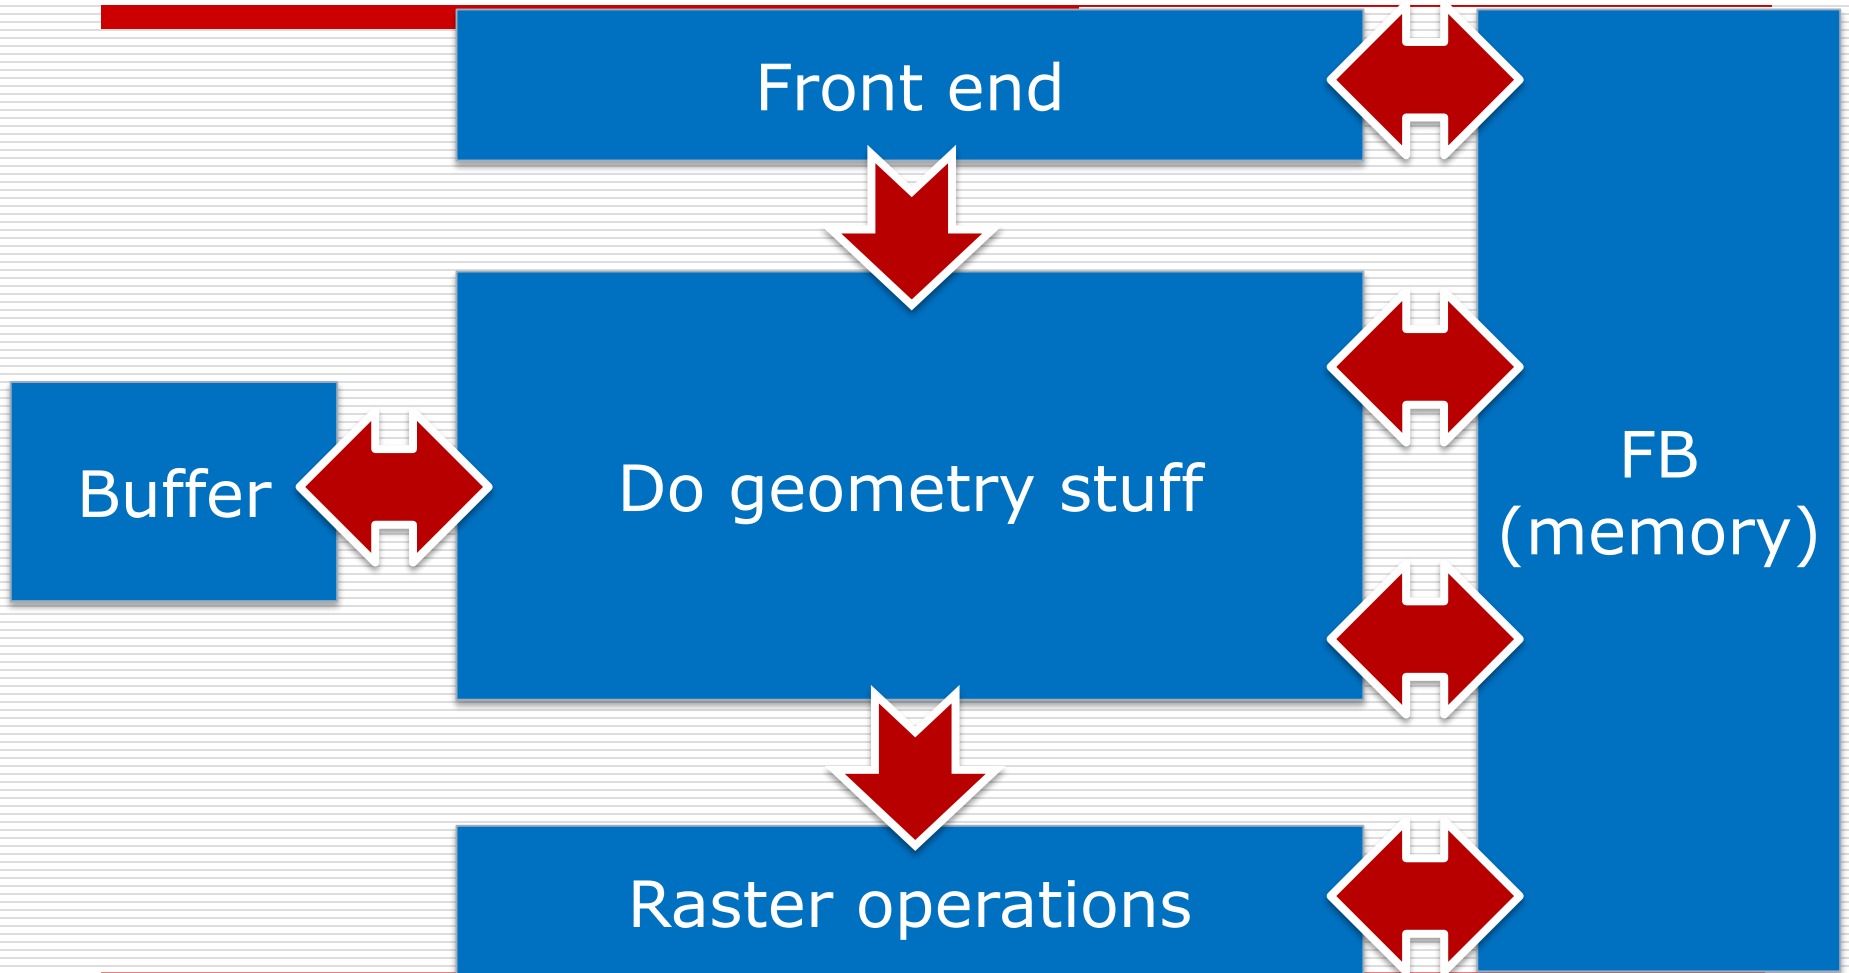 Front end
Buffer
Do geometry stuff
FB
(memory)
Raster operations